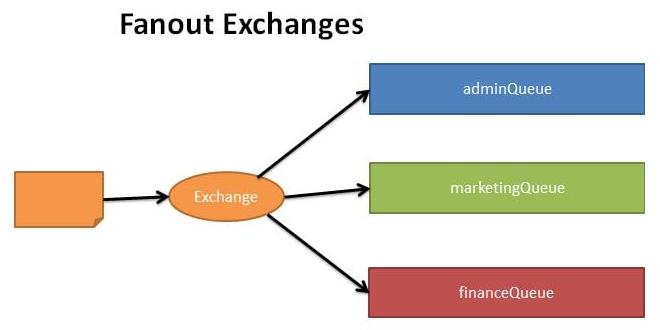 Fanout Exchanges
adminQueue
marketingQueue
Exchange
financeQueue